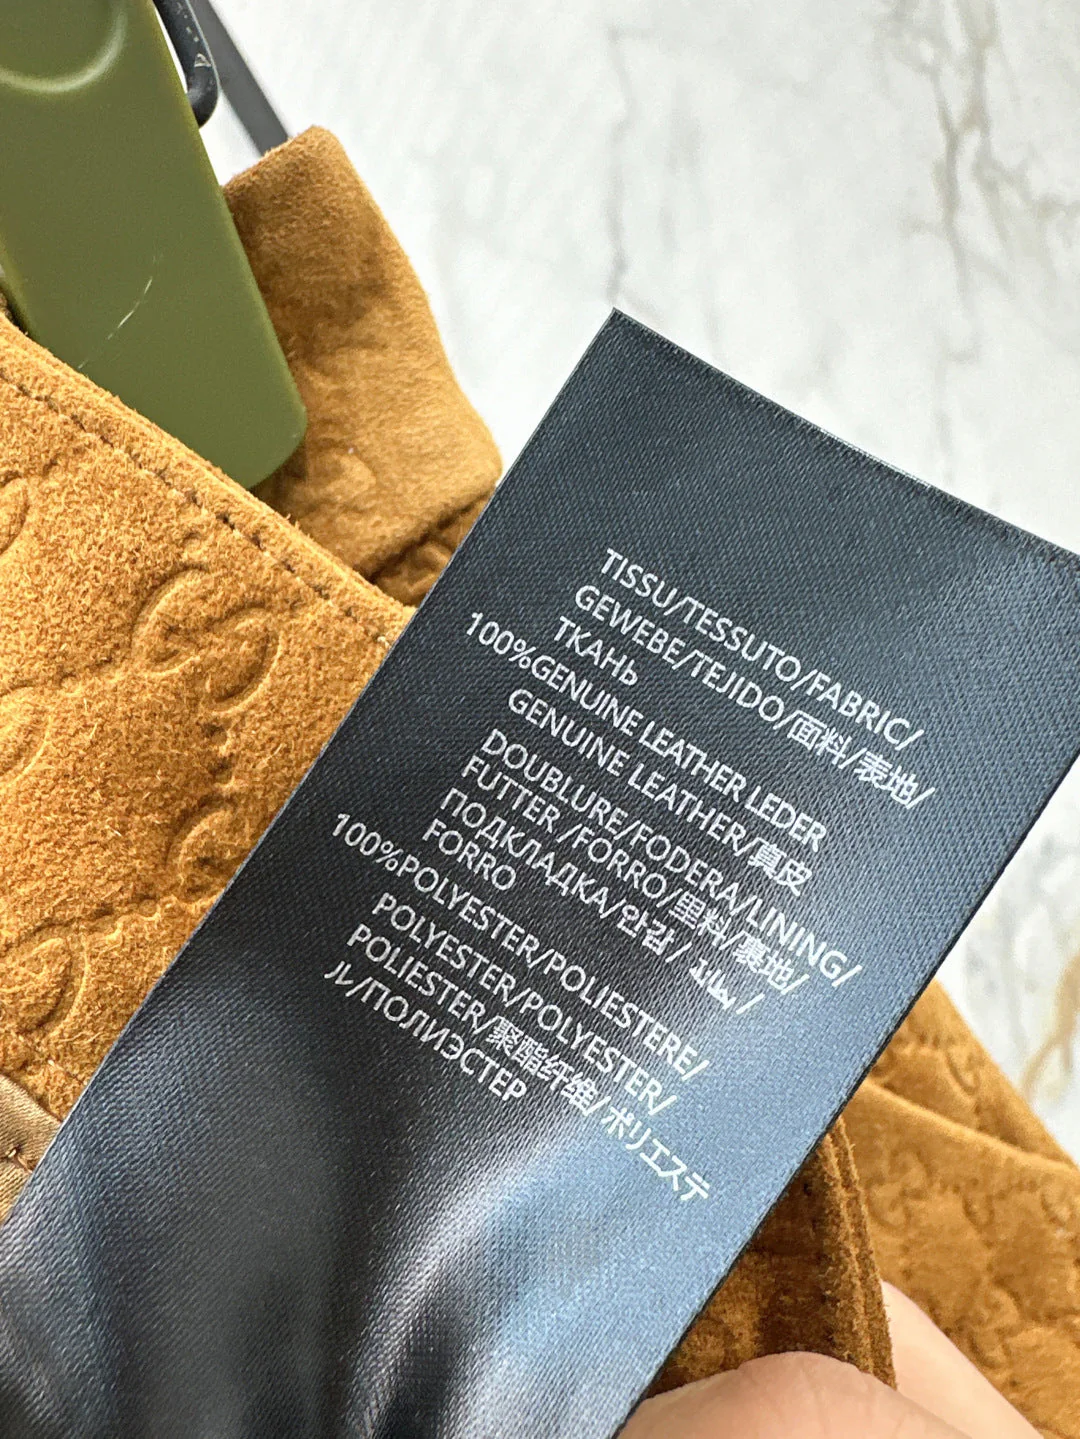 TISSU/TESSUTO/FABRIC/
GEWEBE/TEJIDO/面料/表地/
ТКАНЬ
100%GENUINE LEATHER LEDER
GENUINE LEATHER/真皮
DOUBLURE/FODERA/LINING/
FUTTER/FORRO/里料/裏地/
ПОДКЛАДКА/안감/
FORRO
100%POLYESTER/POLIESTERE/
POLYESTER/POLYESTER/
POLIESTER/聚酯纤维/ポリエステ
ル/ПОЛИЭСТЕР